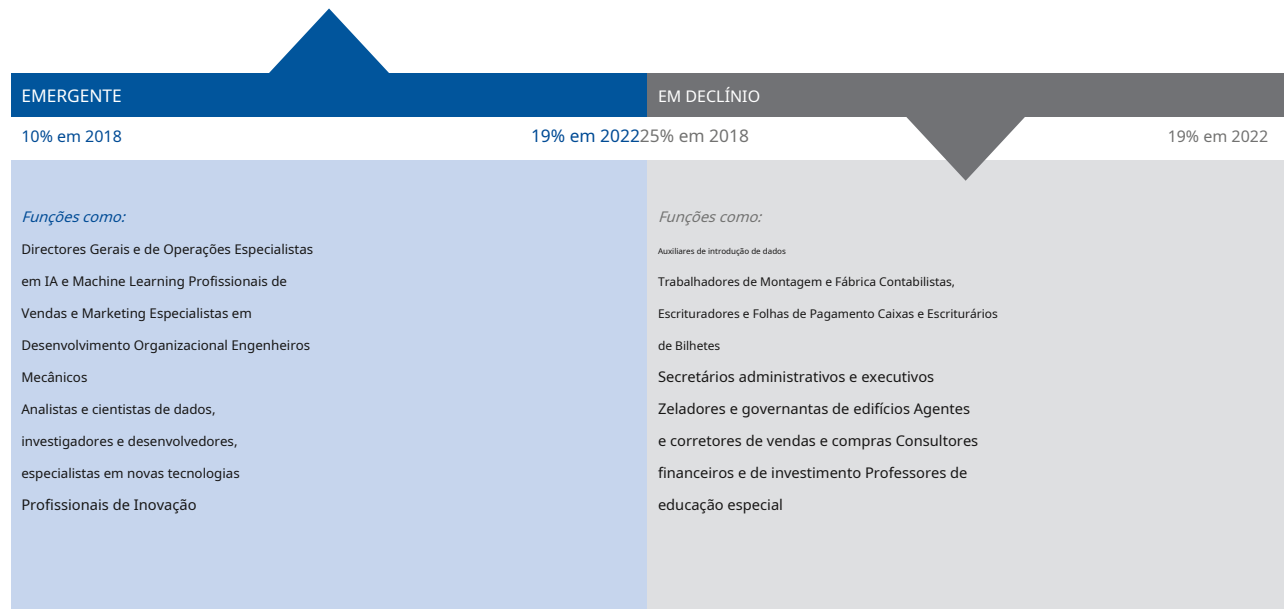 EMERGENTE
10% em 2018
19% em 2022
Funções como:
Directores Gerais e de Operações Especialistas
em IA e Machine Learning Profissionais de
Vendas e Marketing Especialistas em
Desenvolvimento Organizacional Engenheiros
Mecânicos
Analistas e cientistas de dados,
investigadores e desenvolvedores,
especialistas em novas tecnologias
Profissionais de Inovação
EM DECLÍNIO
25% em 2018
19% em 2022
Funções como:
Auxiliares de introdução de dados
Trabalhadores de Montagem e Fábrica Contabilistas,
Escrituradores e Folhas de Pagamento Caixas e Escriturários
de Bilhetes
Secretários administrativos e executivos
Zeladores e governantas de edifícios Agentes
e corretores de vendas e compras Consultores
financeiros e de investimento Professores de
educação especial